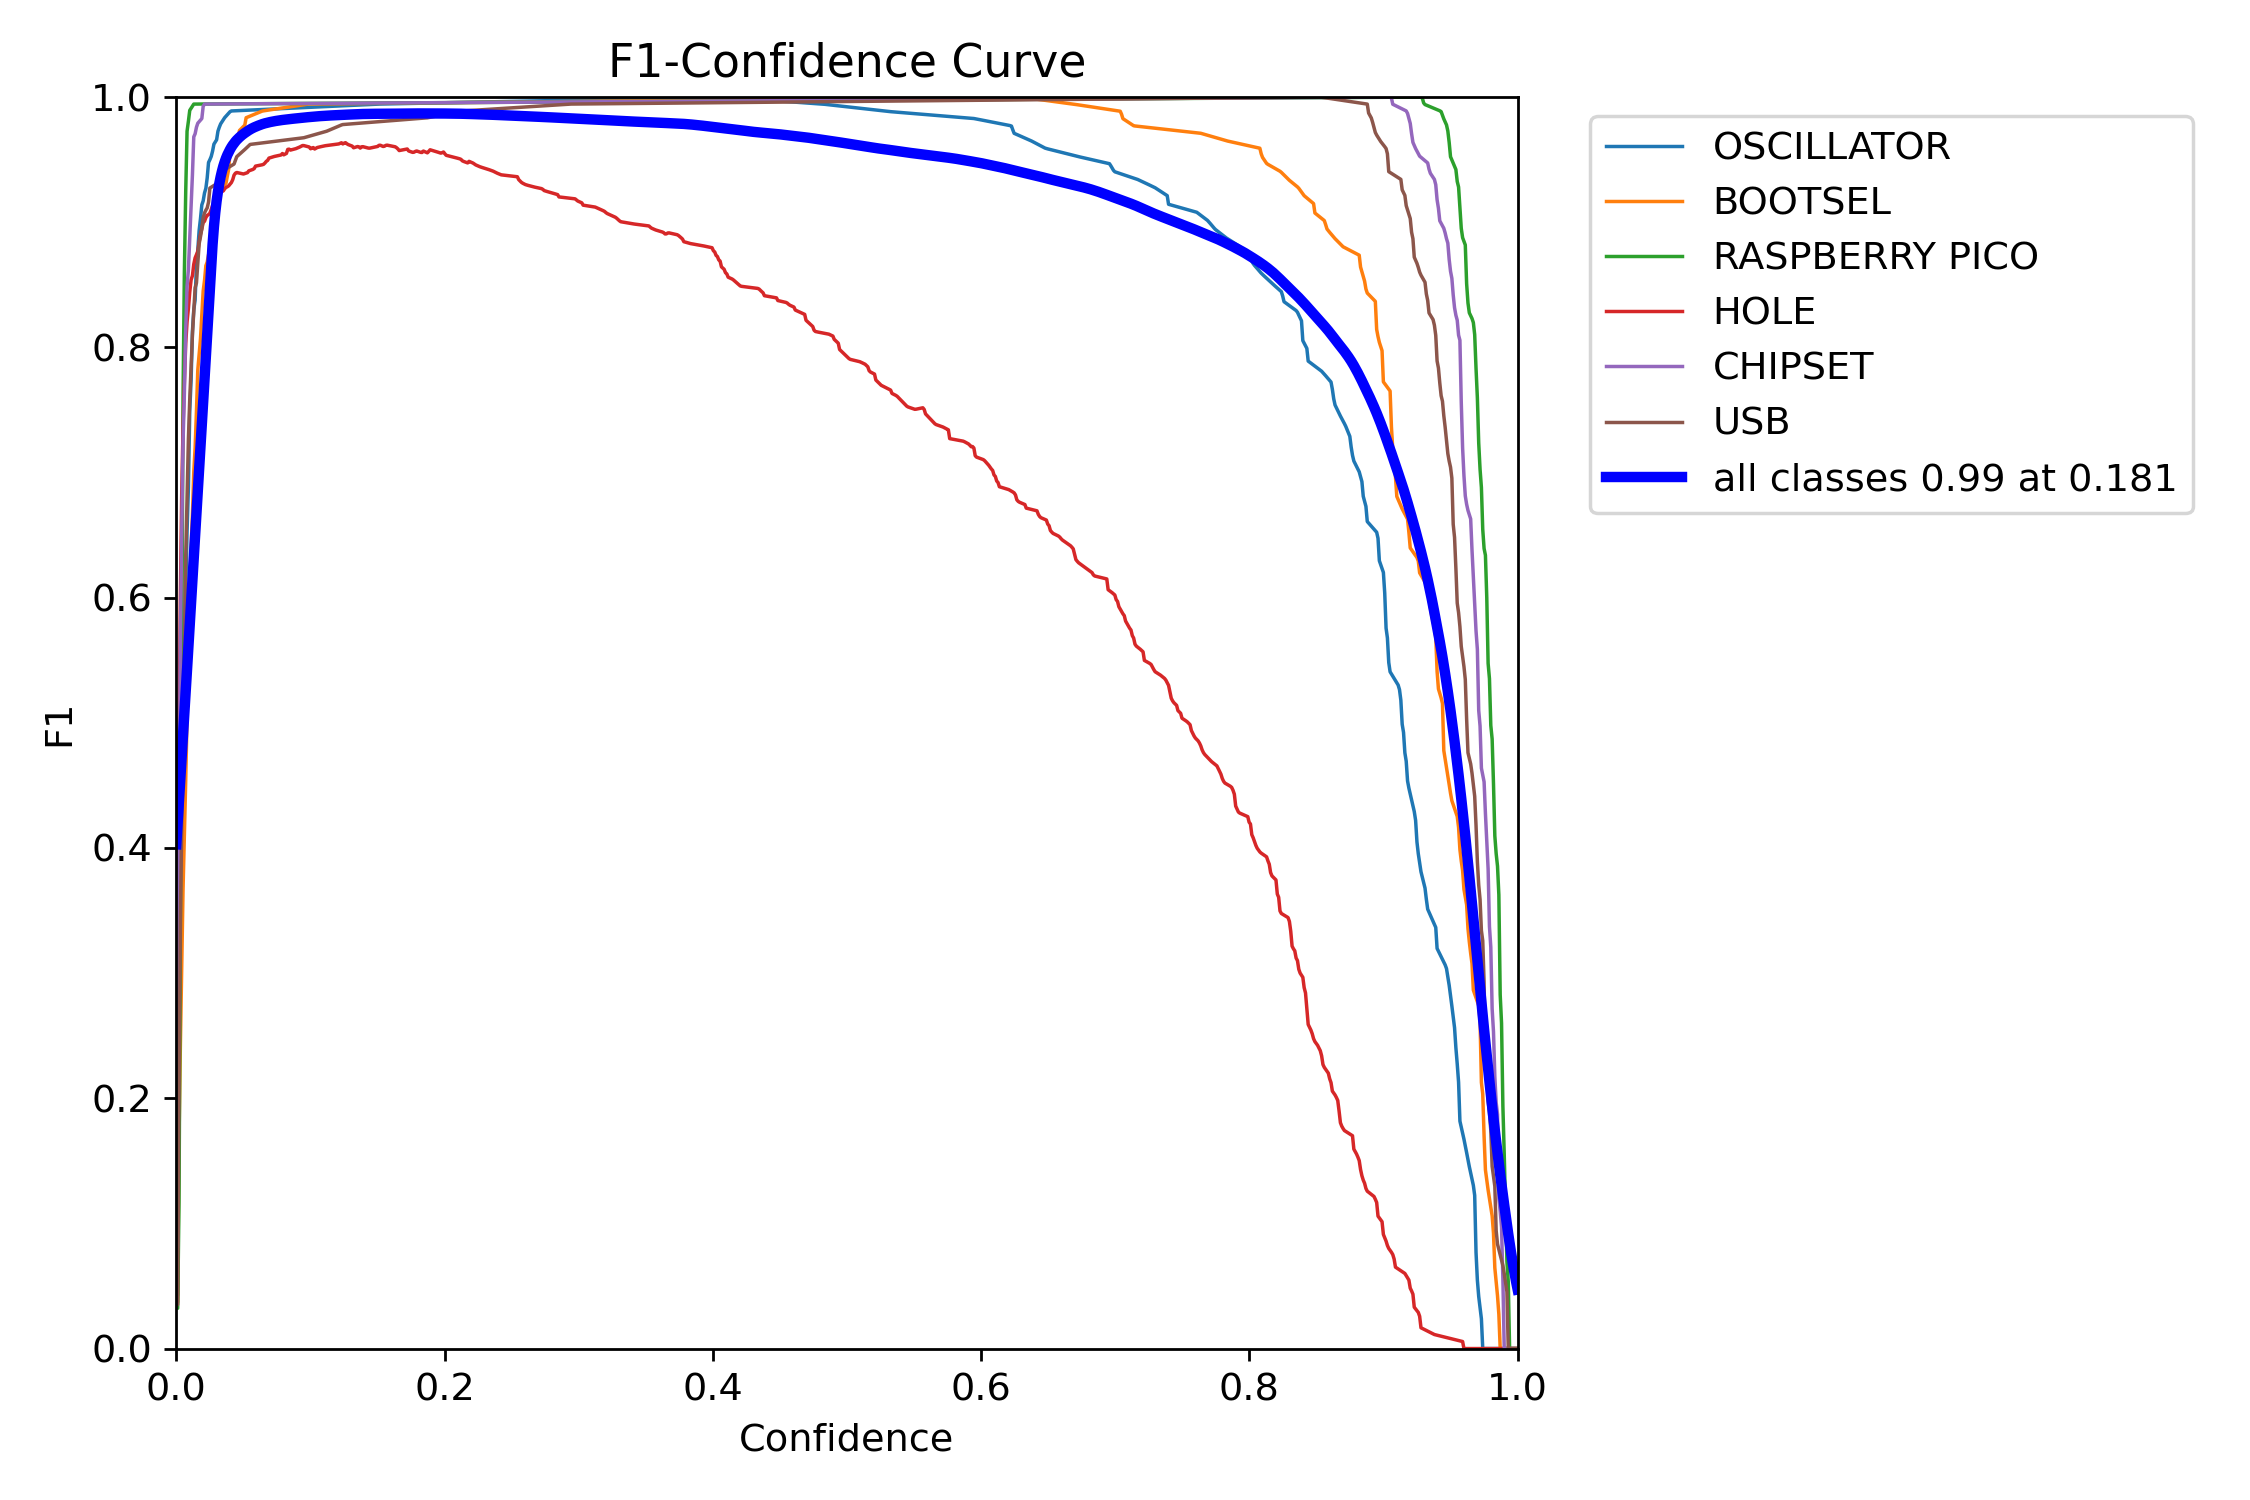 F1-Confidence Curve
1.0
0.8
0.6
0.4
0.2
0.0
F1
0.0 0.2 0.4 0.6 0.8 1.0
Confidence
OSCILLATOR
BOOTSEL
RASPBERRY PICO
HOLE
CHIPSET
USB
all classes 0.99 at 0.181